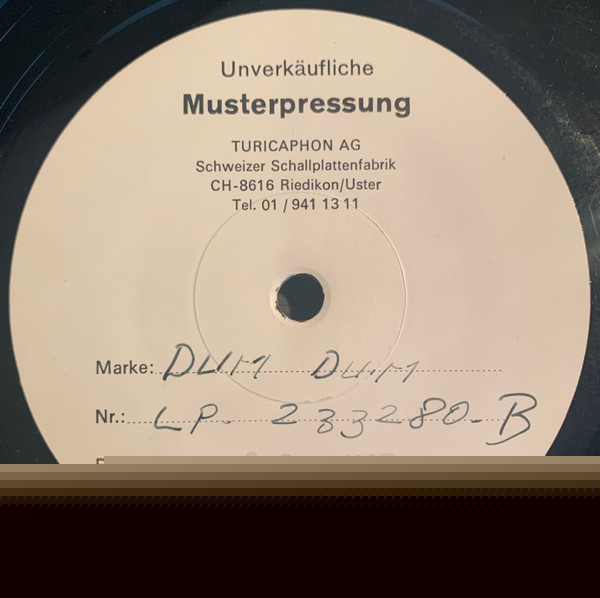 Unverkäufliche
Musterpressung
TURICAPHON AG
Schweizer Schallplattenfabrik
CH-8616 Riedikon/Uster
Tel. 01 / 941 13 11
Marke: DUM DUM
Nr.: LP. 233280-B